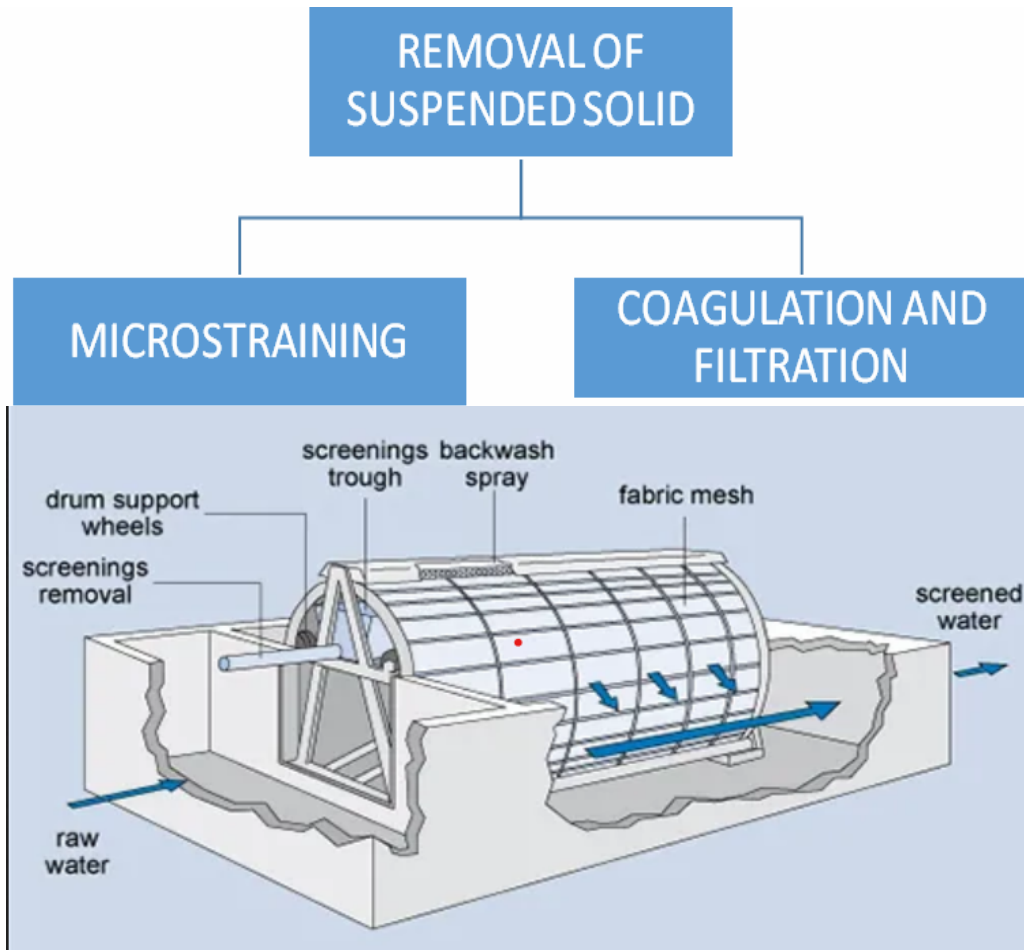 REMOVAL OF
SUSPENDED SOLID
MICROSTRAINING
COAGULATION AND
FILTRATION
screenings
trough
backwash
spray
fabric mesh
drum support
wheels
screenings
removal
screened
water
raw
water